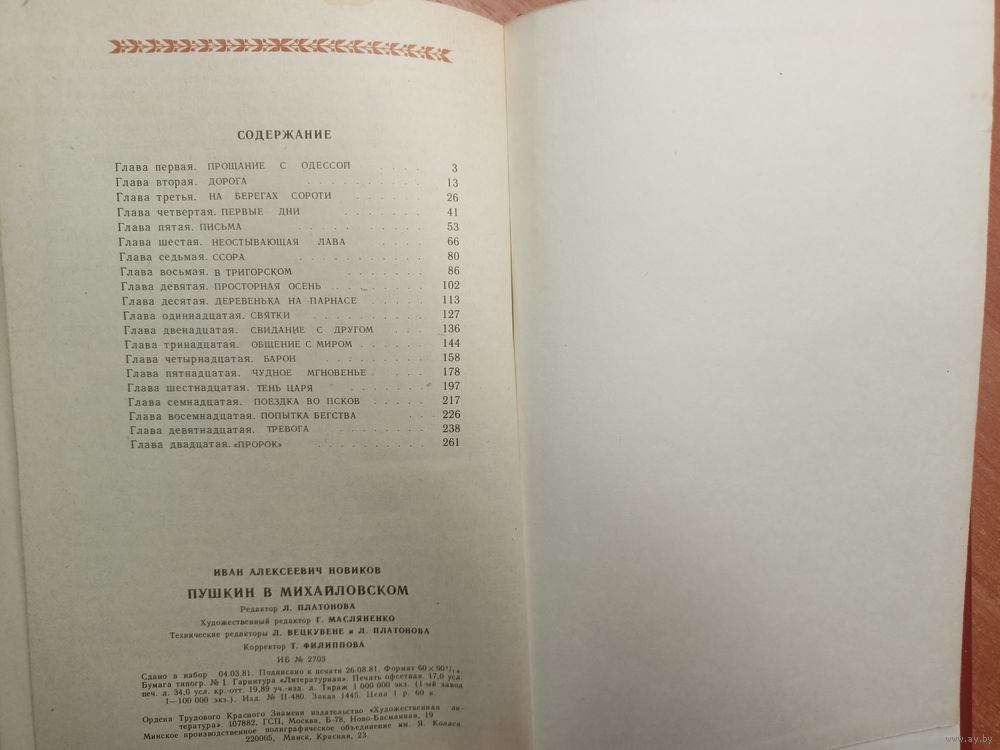 СОДЕРЖАНИЕ
Глава первая. ПРОЩАНИЕ С ОДЕССОЙ . . . . 3
Глава вторая. ДОРОГА . . . . . . . . . 13
Глава третья. НА БЕРЕГАХ СОРОТИ . . . . . . 26
Глава четвертая. ПЕРВЫЕ ДНИ . . . . . . . 41
Глава пятая. ПИСЬМА . . . . . . . . . . 53
Глава шестая. НЕОСТЫВАЮЩАЯ ЛАВА . . . . 66
Глава седьмая. ССОРА . . . . . . . . . . 80
Глава восьмая. В ТРИГОРСКОМ . . . . . . . 86
Глава девятая. ПРОСТОРНАЯ ОСЕНЬ . . . . . . 102
Глава десятая. ДЕРЕВЕНЬКА НА ПАРНАСЕ . . . . . 113
Глава одиннадцатая. СВЯТКИ . . . . . . . . 127
Глава двенадцатая. СВИДАНИЕ С ДРУГОМ . . . 136
Глава тринадцатая. ОБЩЕНИЕ С МИРОМ . . . . . 144
Глава четырнадцатая. БАРОН . . . . . . . . 158
Глава пятнадцатая. ЧУДНОЕ МГНОВЕНЬЕ . . . . 178
Глава шестнадцатая. ТЕНЬ ЦАРЯ . . . . . . . 197
Глава семнадцатая. ПОЕЗДКА ВО ПСКОВ . . . . . 217
Глава восемнадцатая. ПОПЫТКА БЕГСТВА . . 226
Глава девятнадцатая. ТРЕВОГА . . . . . . . 238
Глава двадцатая. «ПРОРОК» . . . . . . . . 261
ИВАН АЛЕКСЕЕВИЧ НОВИКОВ
ПУШКИН В МИХАЙЛОВСКОМ
Редактор Л. ПЛАТОНОВА
Художественный редактор Г. МАСЛЯНЕНКО
Технические редакторы Л. ВЕЦКУВЕНЕ и Л. ПЛАТОНОВА
Корректор Т. ФИЛИППОВА
ИБ № 2703
Сдано в набор 04.03.81. Подписано к печати 26.08.81. Формат
Бумага типогр. № 1. Гарнитура «Литературная». Печать офсетная. 17,0 усл.
печ. л. 34,0 усл. кр.-отт. 19,89 уч.-изд. л. Тираж 1 000 000 экз. (1-ый завод
1—100 000 экз.). Изд. № II-480. Заказ 1445. Цена 1 р. 60 к.
Ордена Трудового Красного Знамени издательство «Художественная ли-
тература». 107882, ГСП, Москва, Б-78, Ново-Басманная, 19
Минское производственное полиграфическое объединение им. Я. Коласа.
220005, Минск, Красная, 23.
www.ay.by